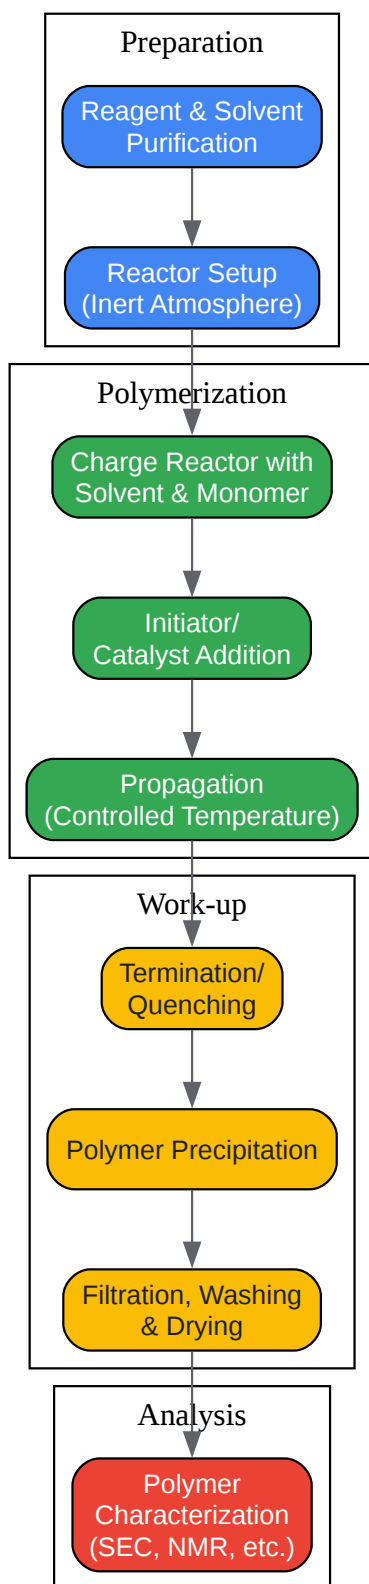 Preparation
Reagent & Solvent
Purification
Reactor Setup
(Inert Atmosphere)
Polymerization
Charge Reactor with
Solvent & Monomer
Initiator/
Catalyst Addition
Propagation
(Controlled Temperature)
Work-up
Termination/
Quenching
Polymer Precipitation
Filtration, Washing
& Drying
Analysis
Polymer
Characterization
(SEC, NMR, etc.)